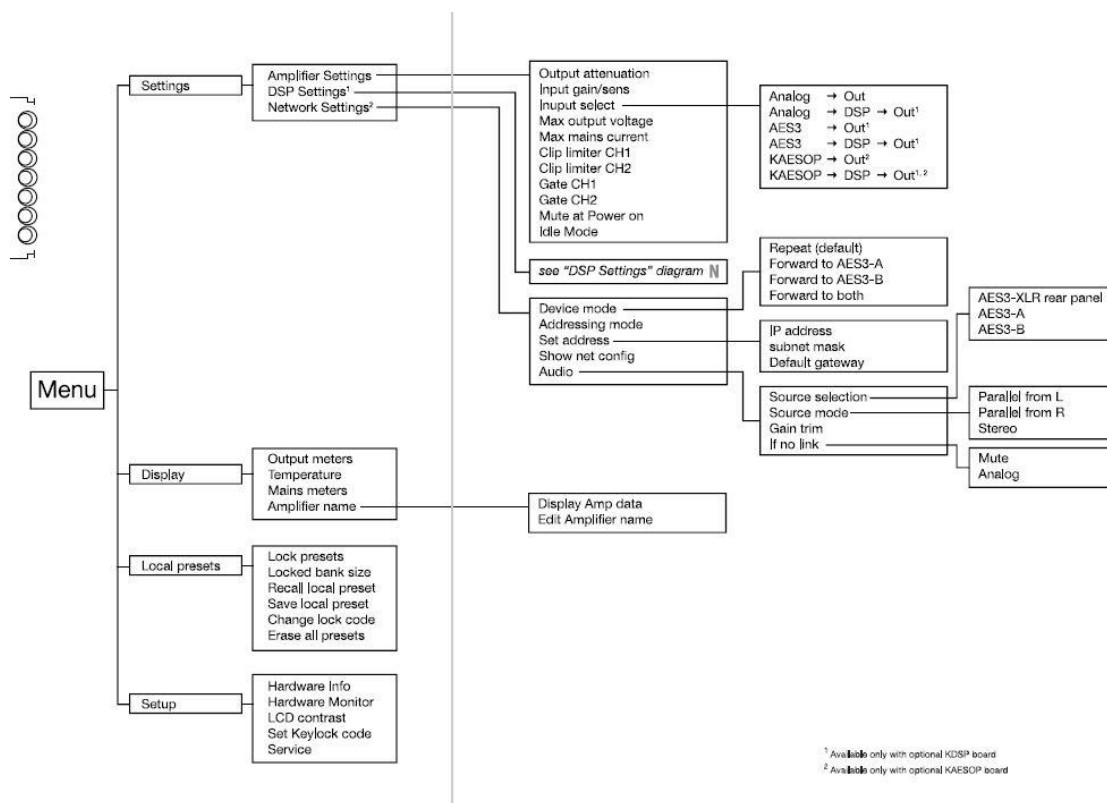 Menu
Settings
Amplifier Settings
DSP Settings¹
Network Settings²
Output attenuation
Input gain/sens
Inuput select
Max output voltage
Max mains current
Clip limiter CH1
Clip limiter CH2
Gate CH1
Gate CH2
Mute at Power on
Idle Mode
Analog → Out
Analog → DSP → Out¹
AES3 → Out¹
AES3 → DSP → Out¹
KAESOP → Out²
KAESOP → DSP → Out¹˒ ²
see "DSP Settings" diagram N
Device mode
Addressing mode
Set address
Show net config
Audio
Repeat (default)
Forward to AES3-A
Forward to AES3-B
Forward to both
IP address
subnet mask
Default gateway
Source selection
Source mode
Gain trim
If no link
AES3-XLR rear panel
AES3-A
AES3-B
Parallel from L
Parallel from R
Stereo
Mute
Analog
Display
Output meters
Temperature
Mains meters
Amplifier name
Display Amp data
Edit Amplifier name
Local presets
Lock presets
Locked bank size
Recall local preset
Save local preset
Change lock code
Erase all presets
Setup
Hardware Info
Hardware Monitor
LCD contrast
Set Keylock code
Service
¹ Available only with optional KDSP board
² Available only with optional KAESOP board